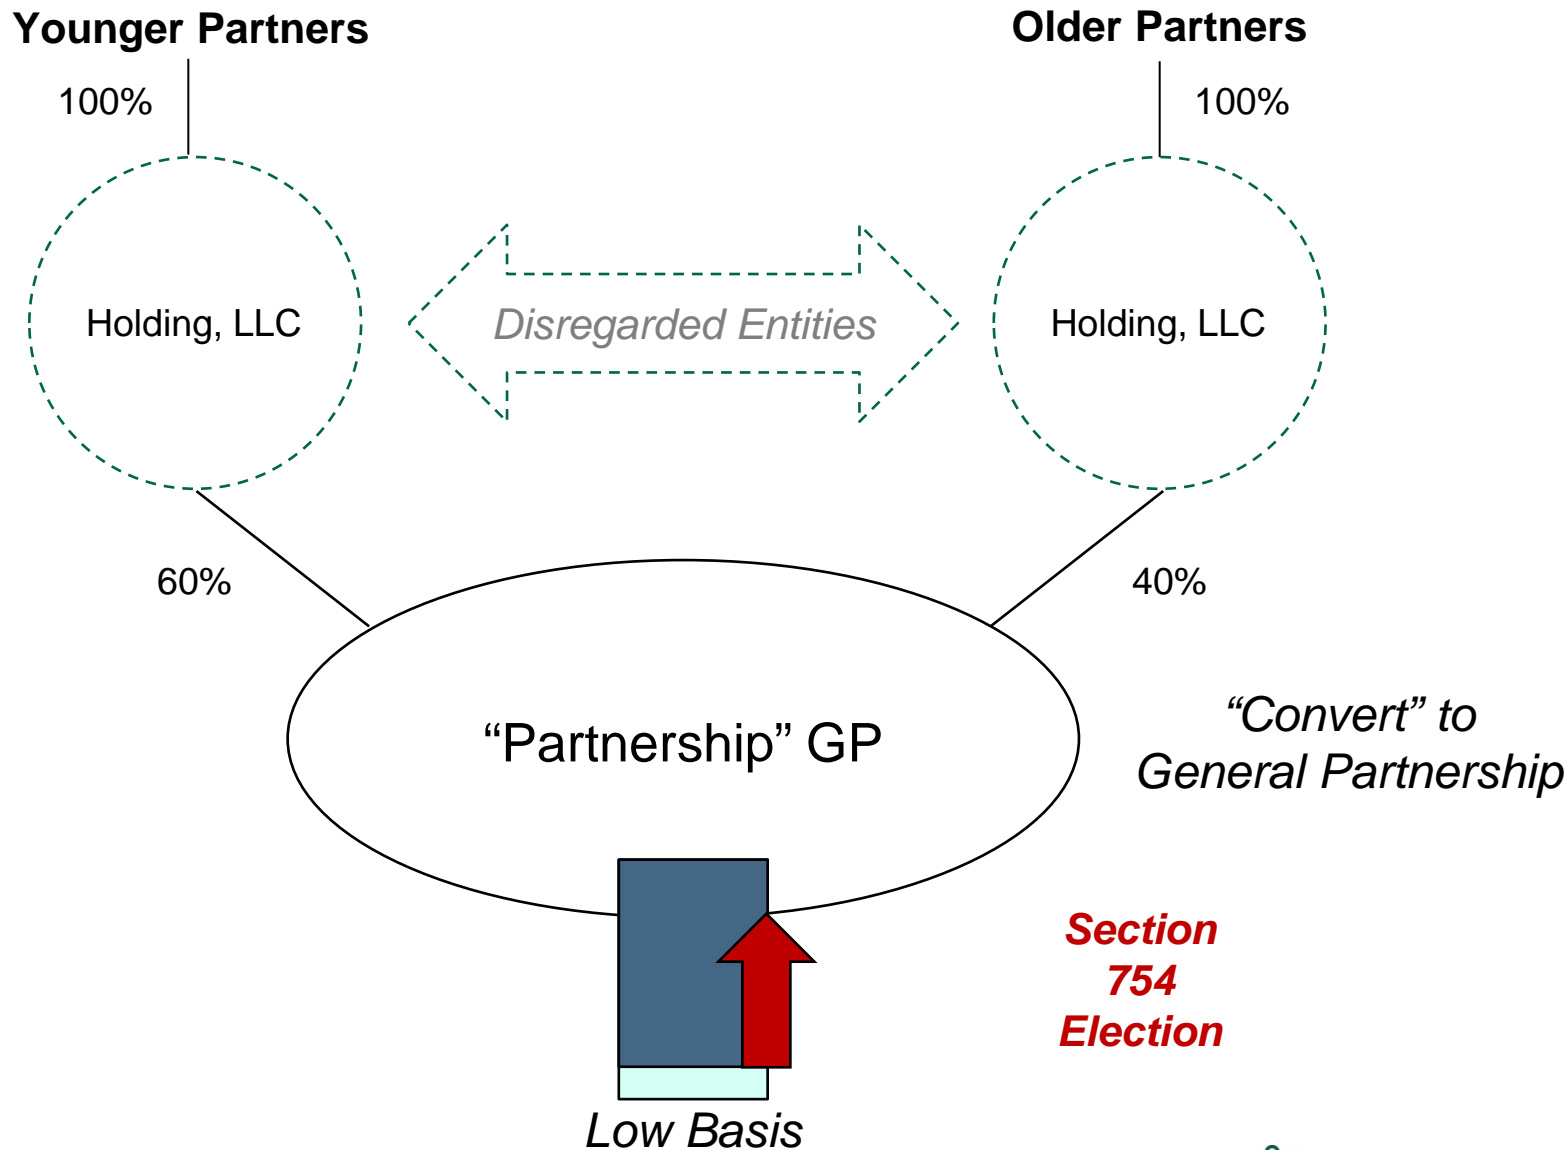 Younger Partners
Older Partners
100%
100%
Holding, LLC
Disregarded Entities
Holding, LLC
60%
40%
“Partnership” GP
“Convert” to
General Partnership
Section
754
Election
Low Basis